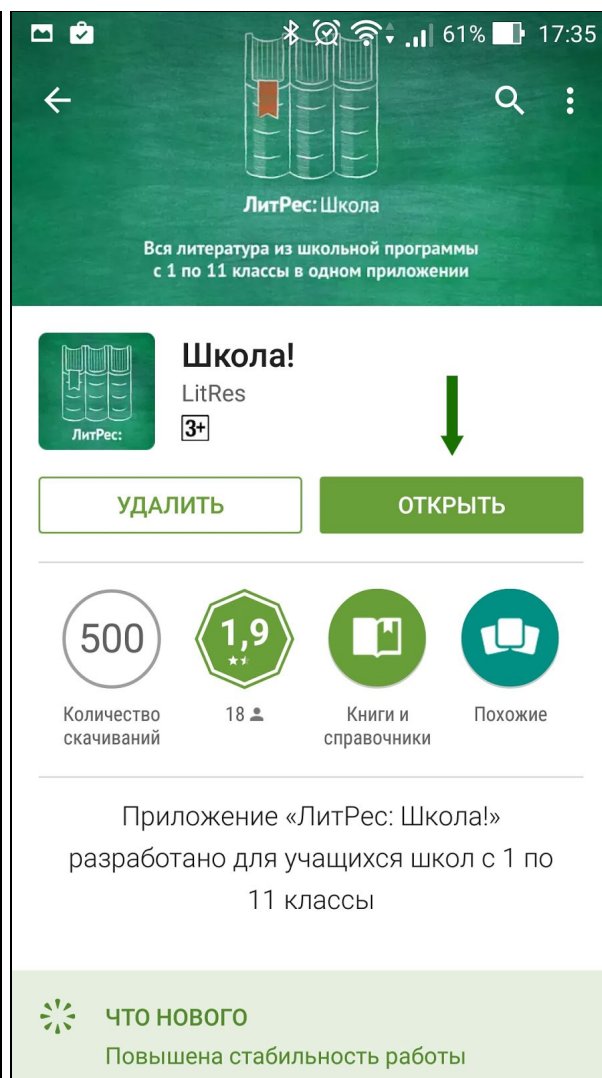 61% 17:35
ЛитРес: Школа
Вся литература из школьной программы
с 1 по 11 классы в одном приложении
Школа!
LitRes
3+
ЛитРес:
УДАЛИТЬ ОТКРЫТЬ
500 1,9
Количество скачиваний 18 Книги и справочники Похожие
Приложение «ЛитРес: Школа!»
разработано для учащихся школ с 1 по
11 классы
ЧТО НОВОГО
Повышена стабильность работы